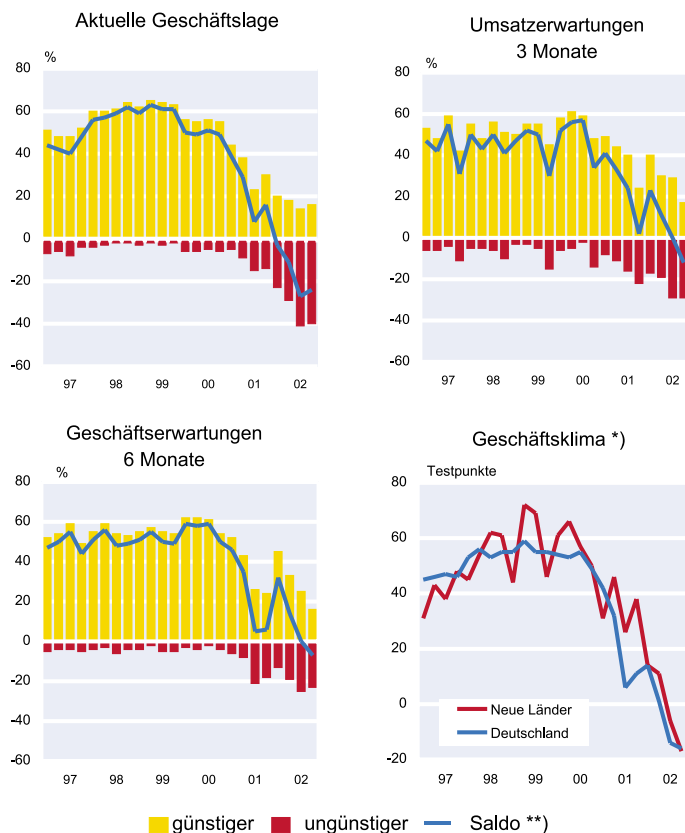 Aktuelle Geschäftslage
%
80
60
40
20
0
-20
-40
-60
97 98 99 00 01 02
Umsatzerwartungen
3 Monate
%
80
60
40
20
0
-20
-40
-60
97 98 99 00 01 02
Geschäftserwartungen
6 Monate
%
80
60
40
20
0
-20
-40
-60
97 98 99 00 01 02
Geschäftsklima *)
Testpunkte
80
60
40
20
0
-20
Neue Länder
Deutschland
97 98 99 00 01 02
günstiger ungünstiger Saldo **)